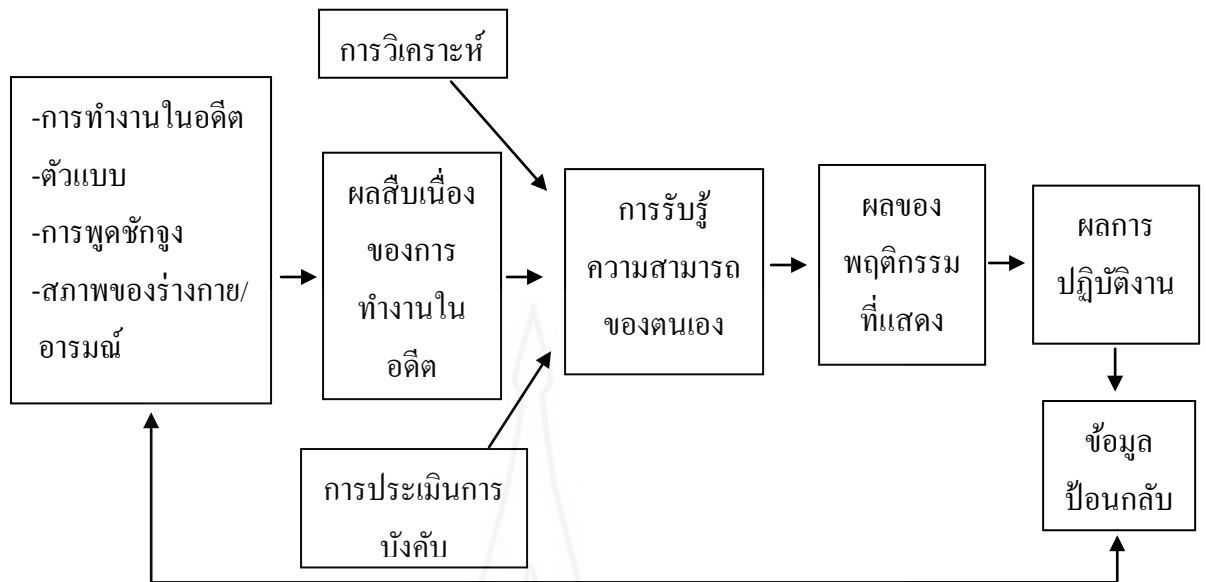 การวิเคราะห์
-การทำงานในอดีต
-ตัวแบบ
-การพูดชักจูง
-สภาพของร่างกาย/
อารมณ์
ผลสืบเนื่อง
ของการ
ทำงานใน
อดีต
การประเมินการ
บังคับ
การรับรู้
ความสามารถ
ของตนเอง
ผลของ
พฤติกรรม
ที่แสดง
ผลการ
ปฏิบัติงาน
ข้อมูล
ป้อนกลับ